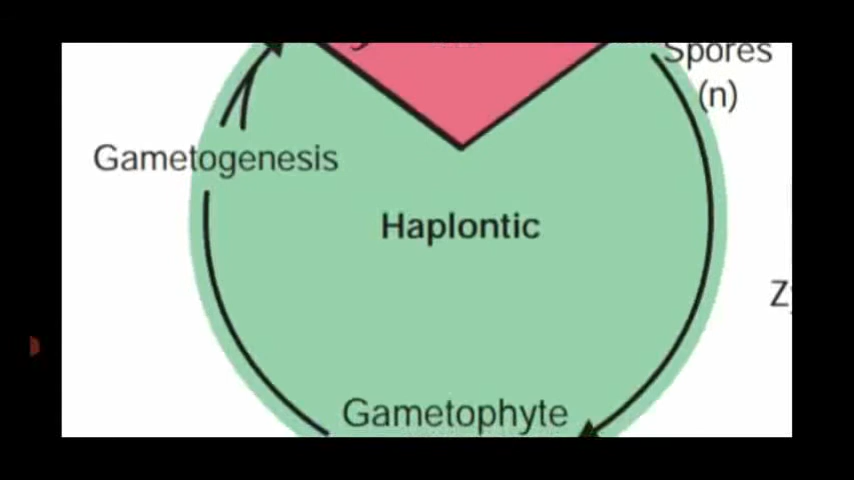 Spores
(n)
Gametogenesis
Haplontic
Gametophyte